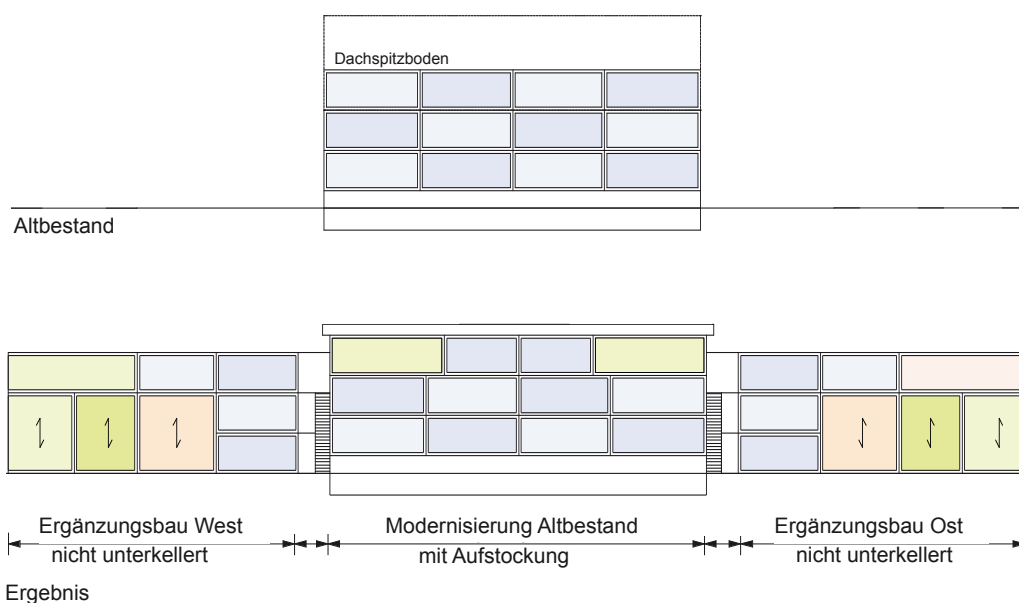 Dachspitzboden
Altbestand
Ergänzungsbau West
nicht unterkellert
Modernisierung Altbestand
mit Aufstockung
Ergänzungsbau Ost
nicht unterkellert
Ergebnis